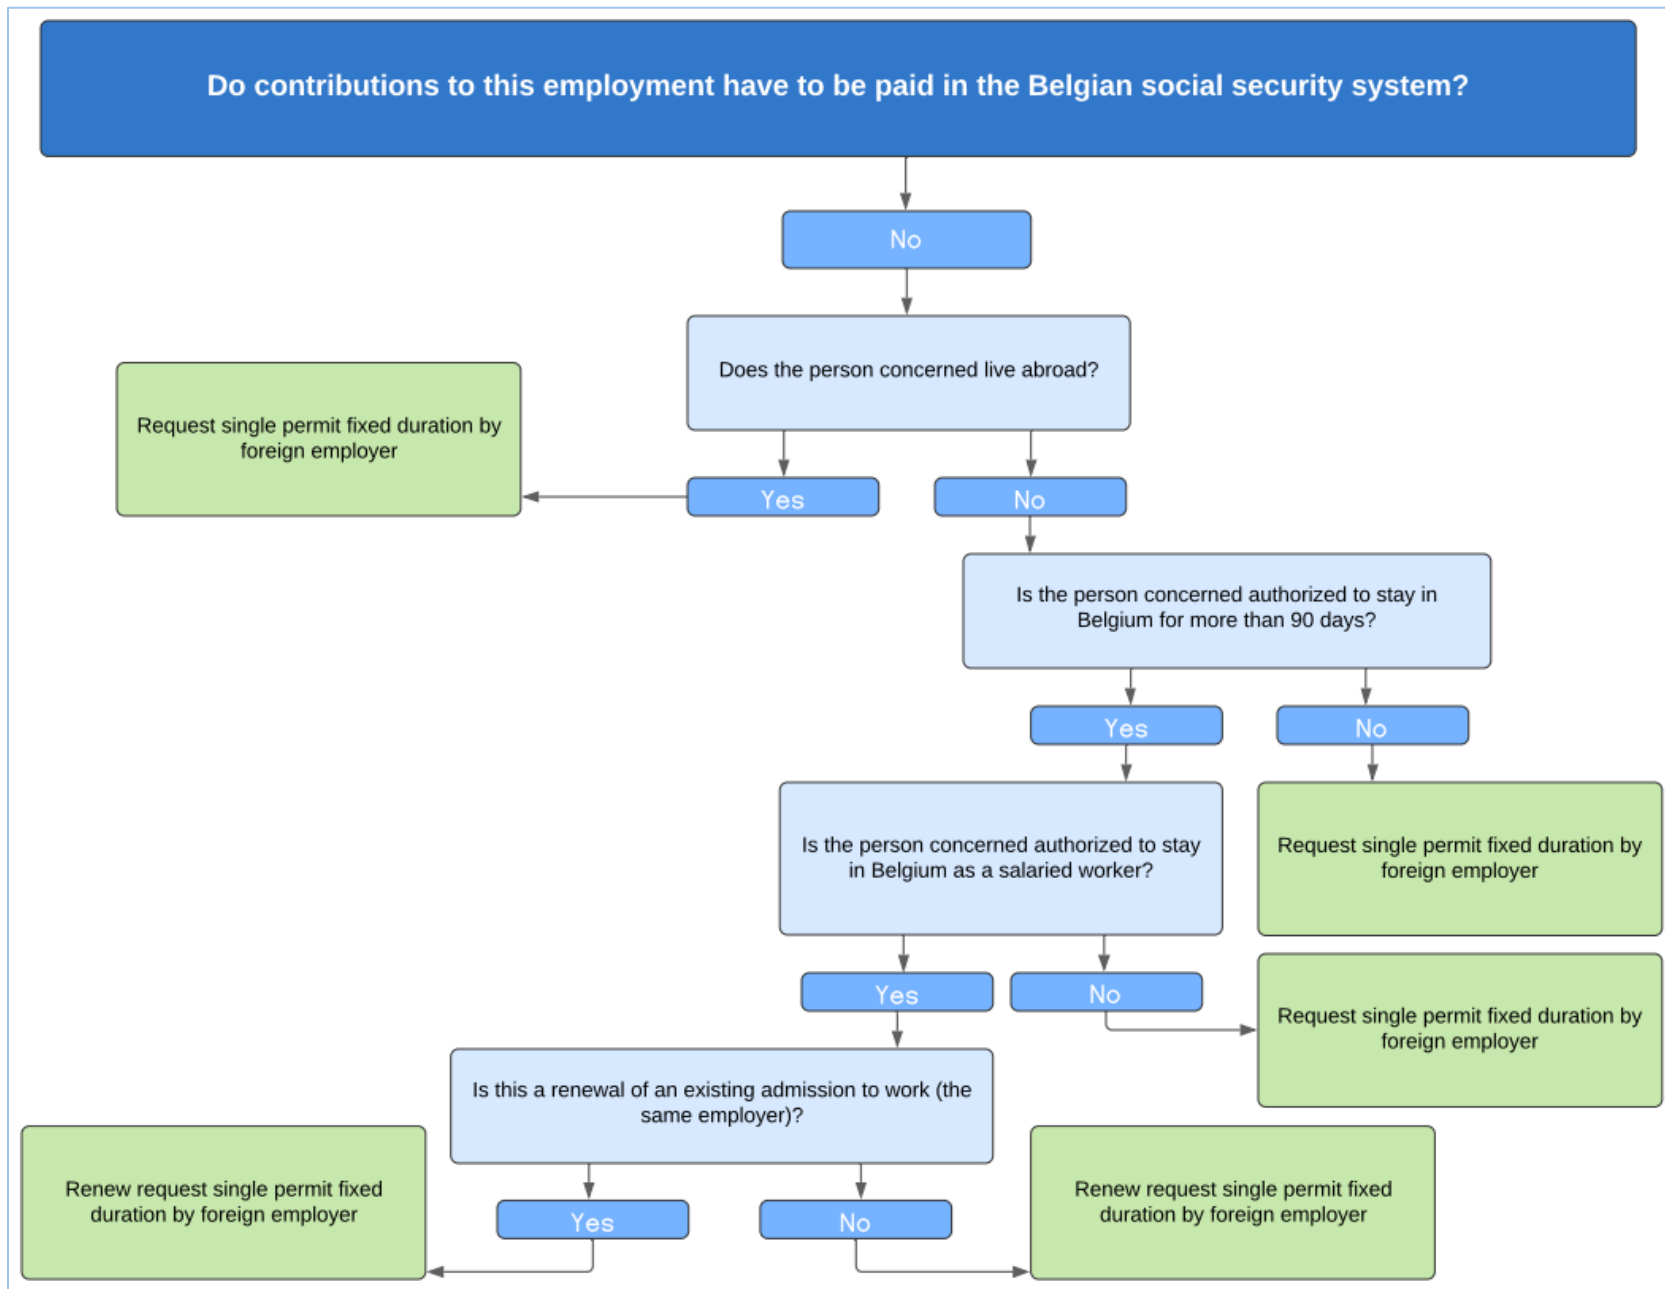 Do contributions to this employment have to be paid in the Belgian social security system?
No
Does the person concerned live abroad?
Request single permit fixed duration by
foreign employer
Yes
No
Is the person concerned authorized to stay in
Belgium for more than 90 days?
Yes
No
Is the person concerned authorized to stay
in Belgium as a salaried worker?
Request single permit fixed duration by
foreign employer
Yes
No
Request single permit fixed duration by
foreign employer
Is this a renewal of an existing admission to work (the
same employer)?
Renew request single permit fixed
duration by foreign employer
Yes
No
Renew request single permit fixed
duration by foreign employer